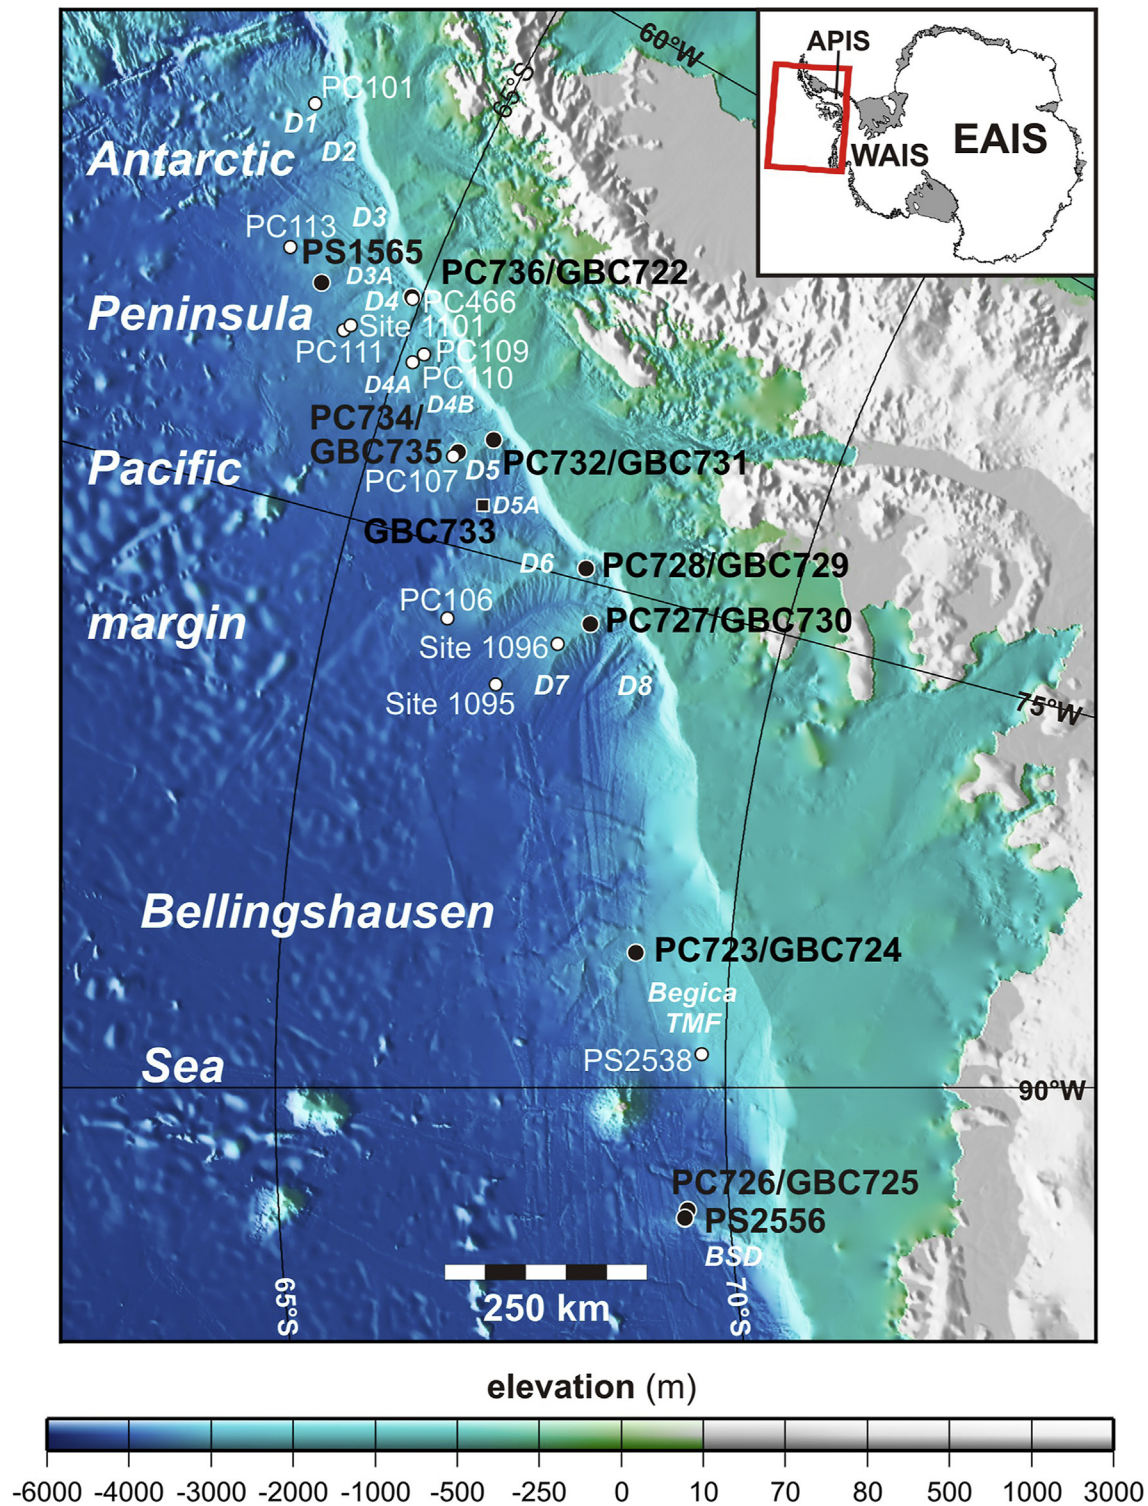 60°W
APIS
EAIS
WAIS
65°S
PC101
D1
Antarctic
D2
PC113
D3
PS1565
D3A
PC736/GBC722
Peninsula
D4
PC466
Site 1101
PC111
PC109
D4A
PC110
D4B
PC734/
GBC735
Pacific
PC107
D5
PC732/GBC731
D5A
GBC733
D6
PC728/GBC729
PC106
margin
PC727/GBC730
Site 1096
D7
D8
Site 1095
75°W
Bellingshausen
PC723/GBC724
Begica
TMF
Sea
PS2538
90°W
PC726/GBC725
PS2556
BSD
65°S
250 km
70°S
elevation (m)
-6000 -4000 -3000 -2000 -1000 -500 -250 0 10 70 80 500 1000 3000